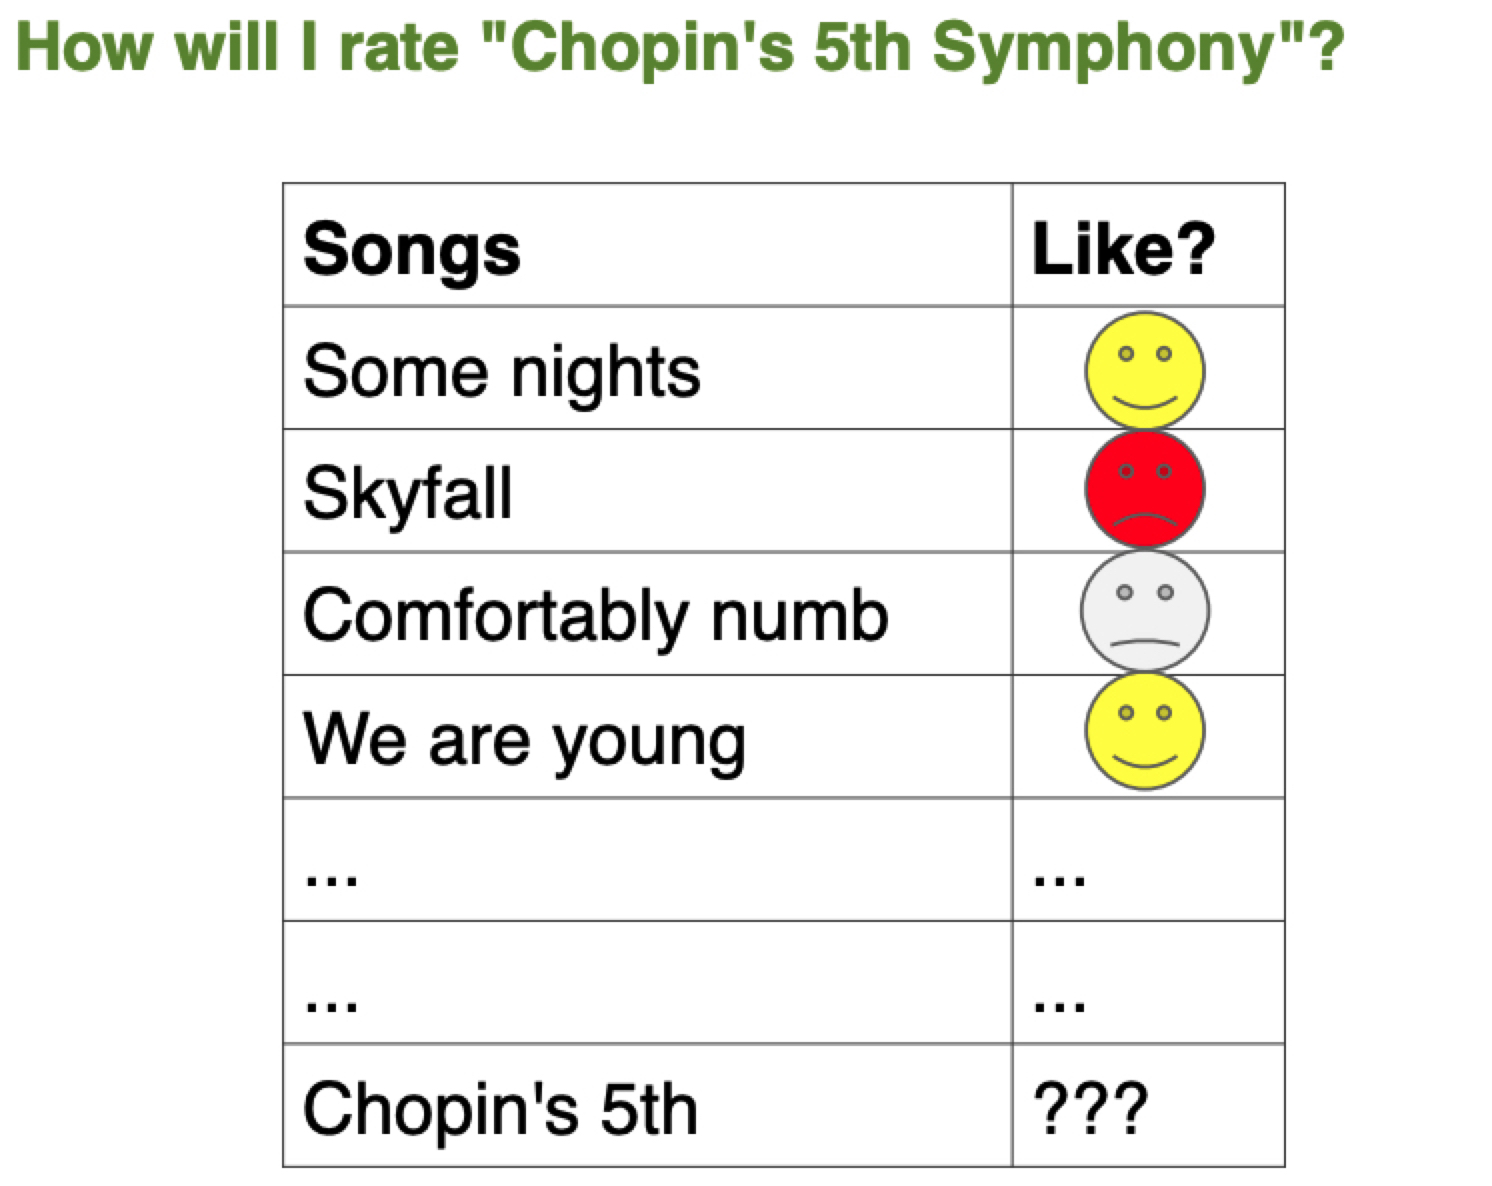 How will I rate "Chopin's 5th Symphony"?
Songs Like?
Some nights
Skyfall
Comfortably numb
We are young
... ...
... ...
Chopin's 5th ???